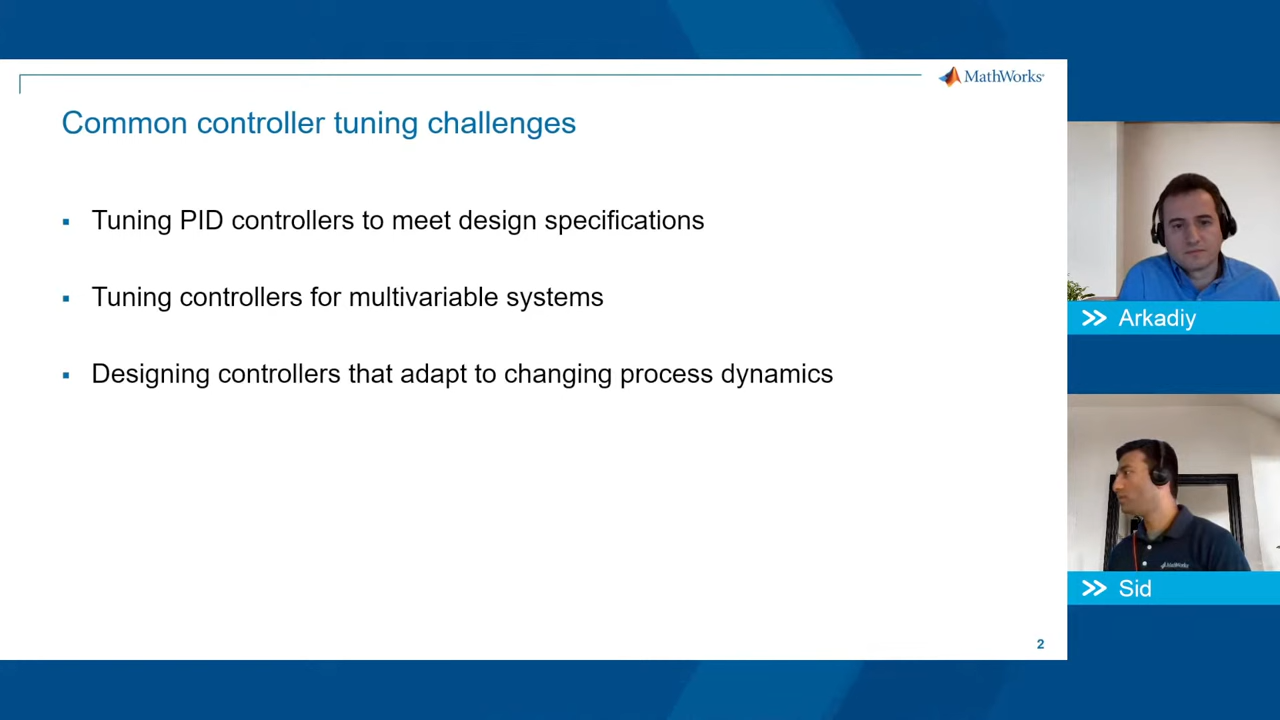 MathWorks
Common controller tuning challenges
Tuning PID controllers to meet design specifications
Tuning controllers for multivariable systems
Designing controllers that adapt to changing process dynamics
2
Arkadiy
MathWorks
Sid